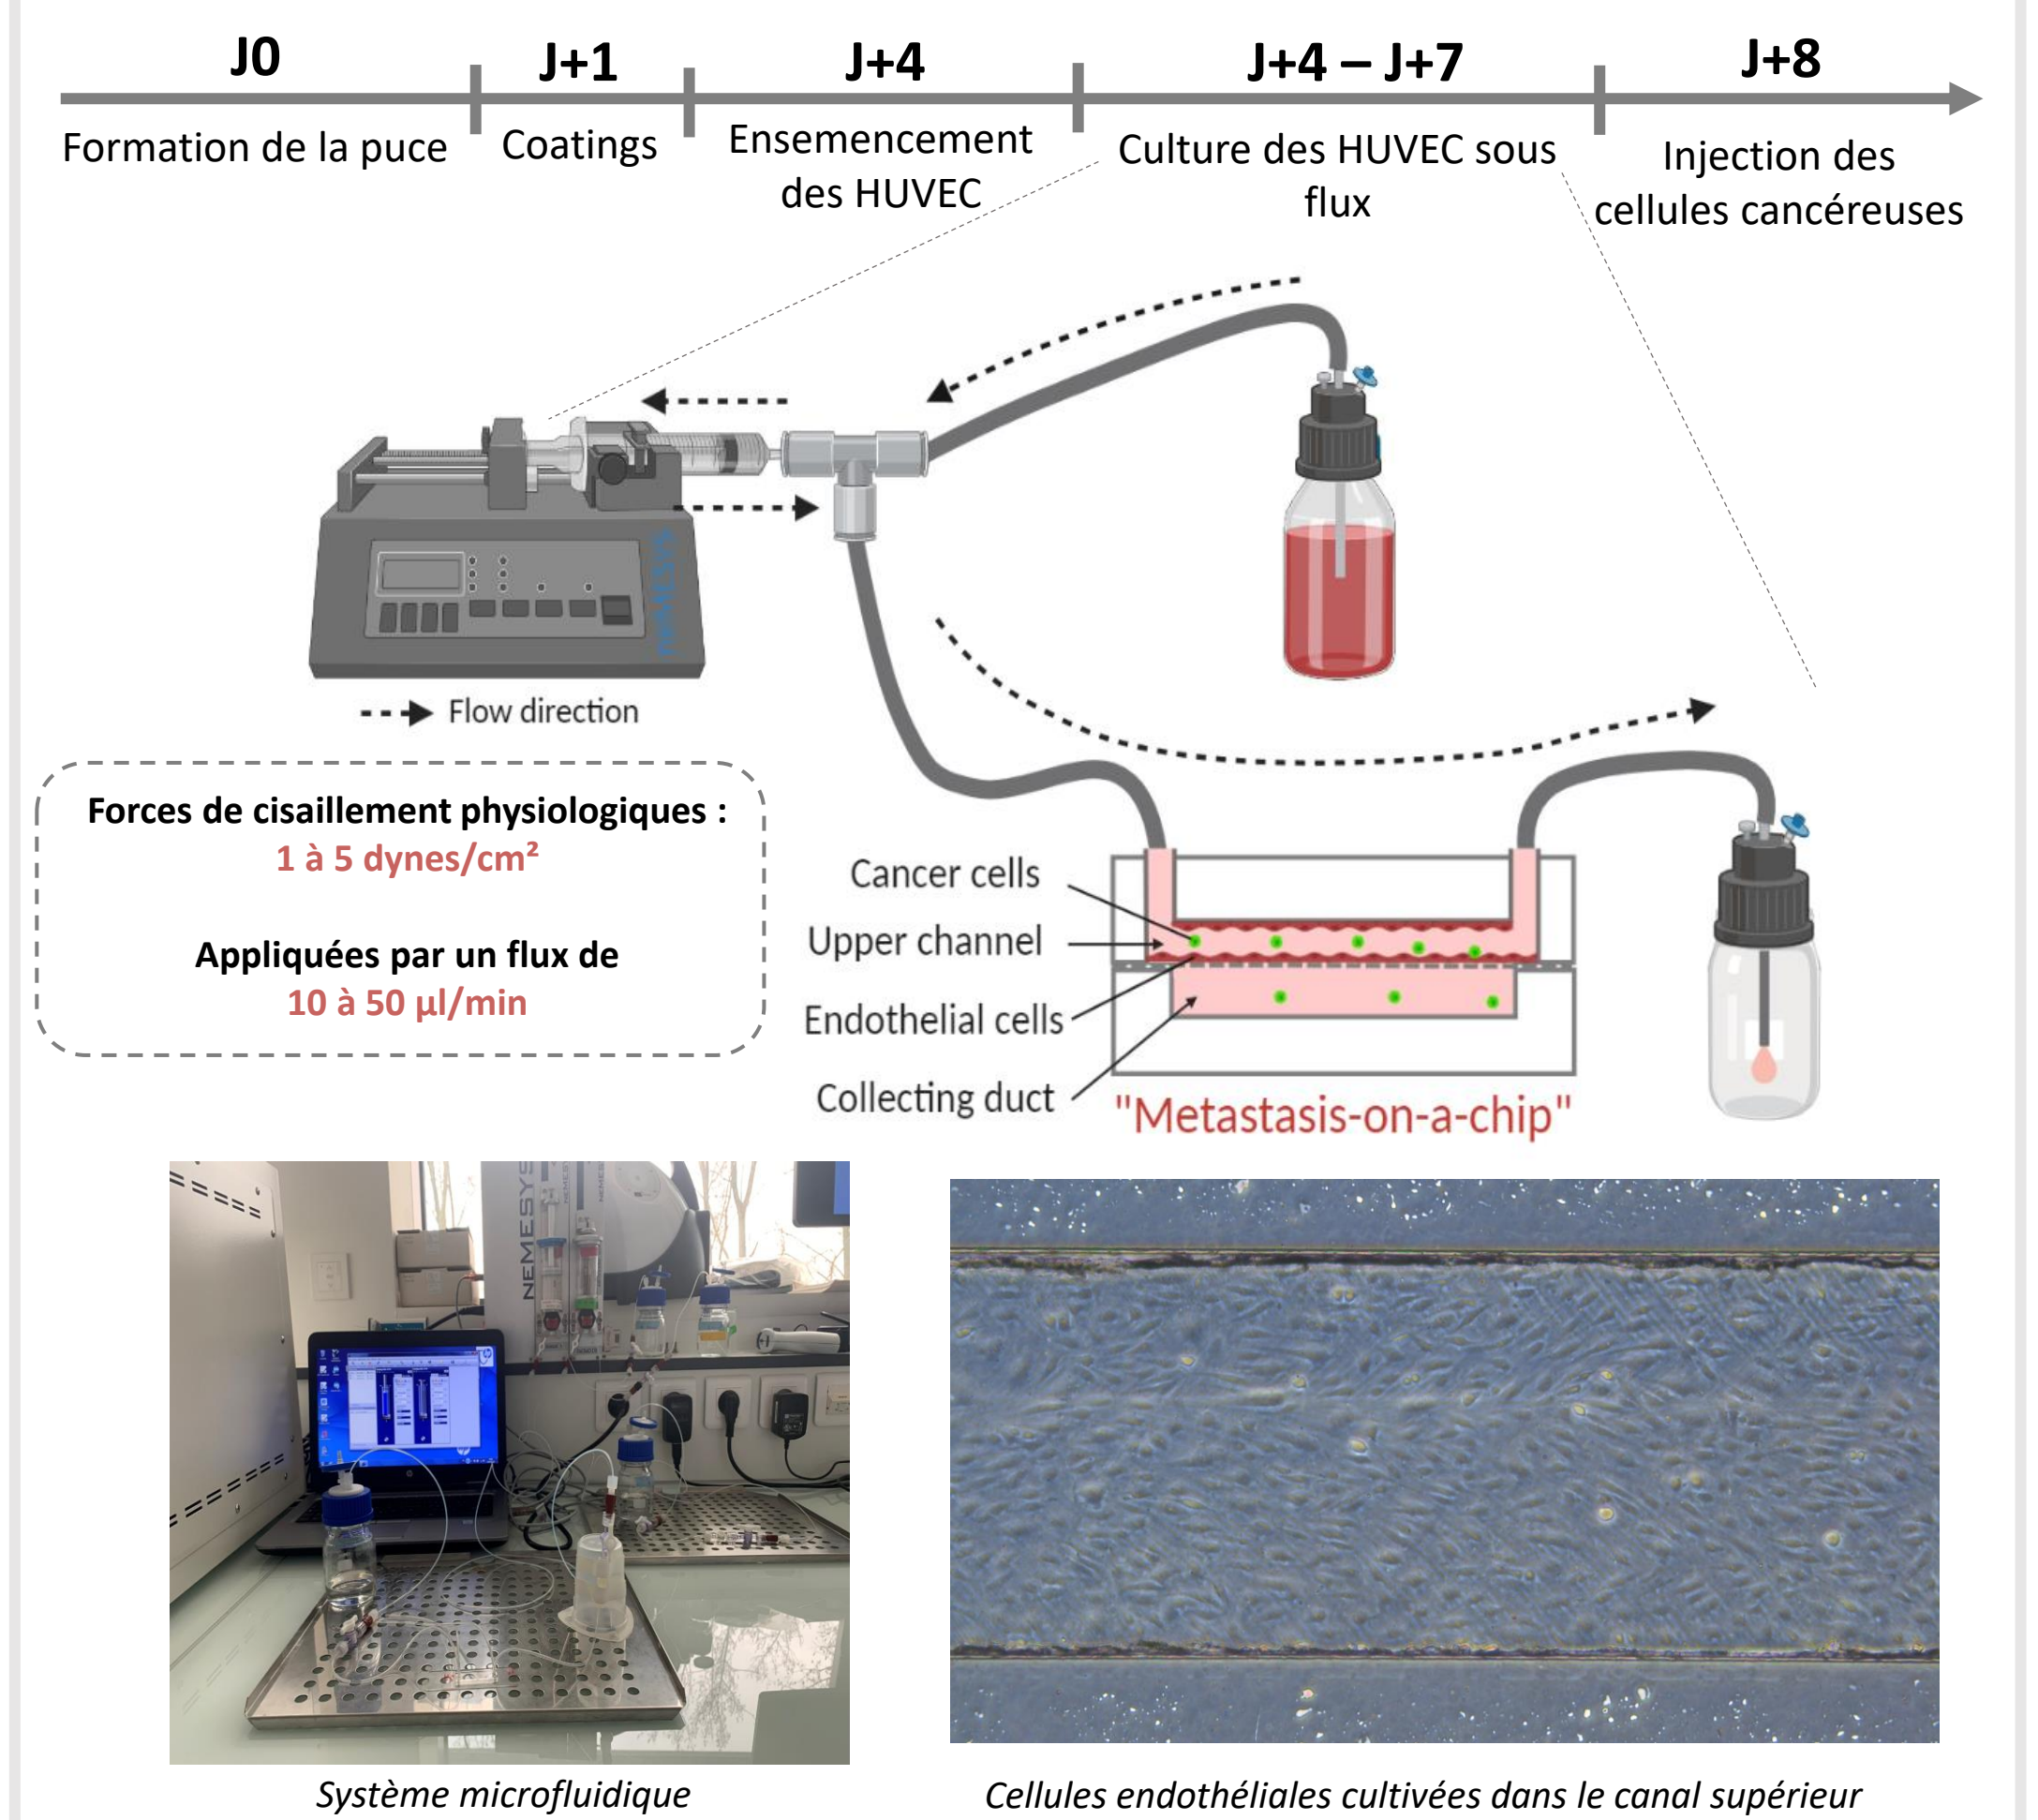 J0
J+1
J+4
J+4 – J+7
J+8
Formation de la puce
Coatings
Ensemencement
des HUVEC
Culture des HUVEC sous
flux
Injection des
cellules cancéreuses
neMESYS
Flow direction
Forces de cisaillement physiologiques :
1 à 5 dynes/cm²
Appliquées par un flux de
10 à 50 µl/min
Cancer cells
Upper channel
Endothelial cells
Collecting duct
"Metastasis-on-a-chip"
NEMESYS
NEMESYS
Système microfluidique
Cellules endothéliales cultivées dans le canal supérieur